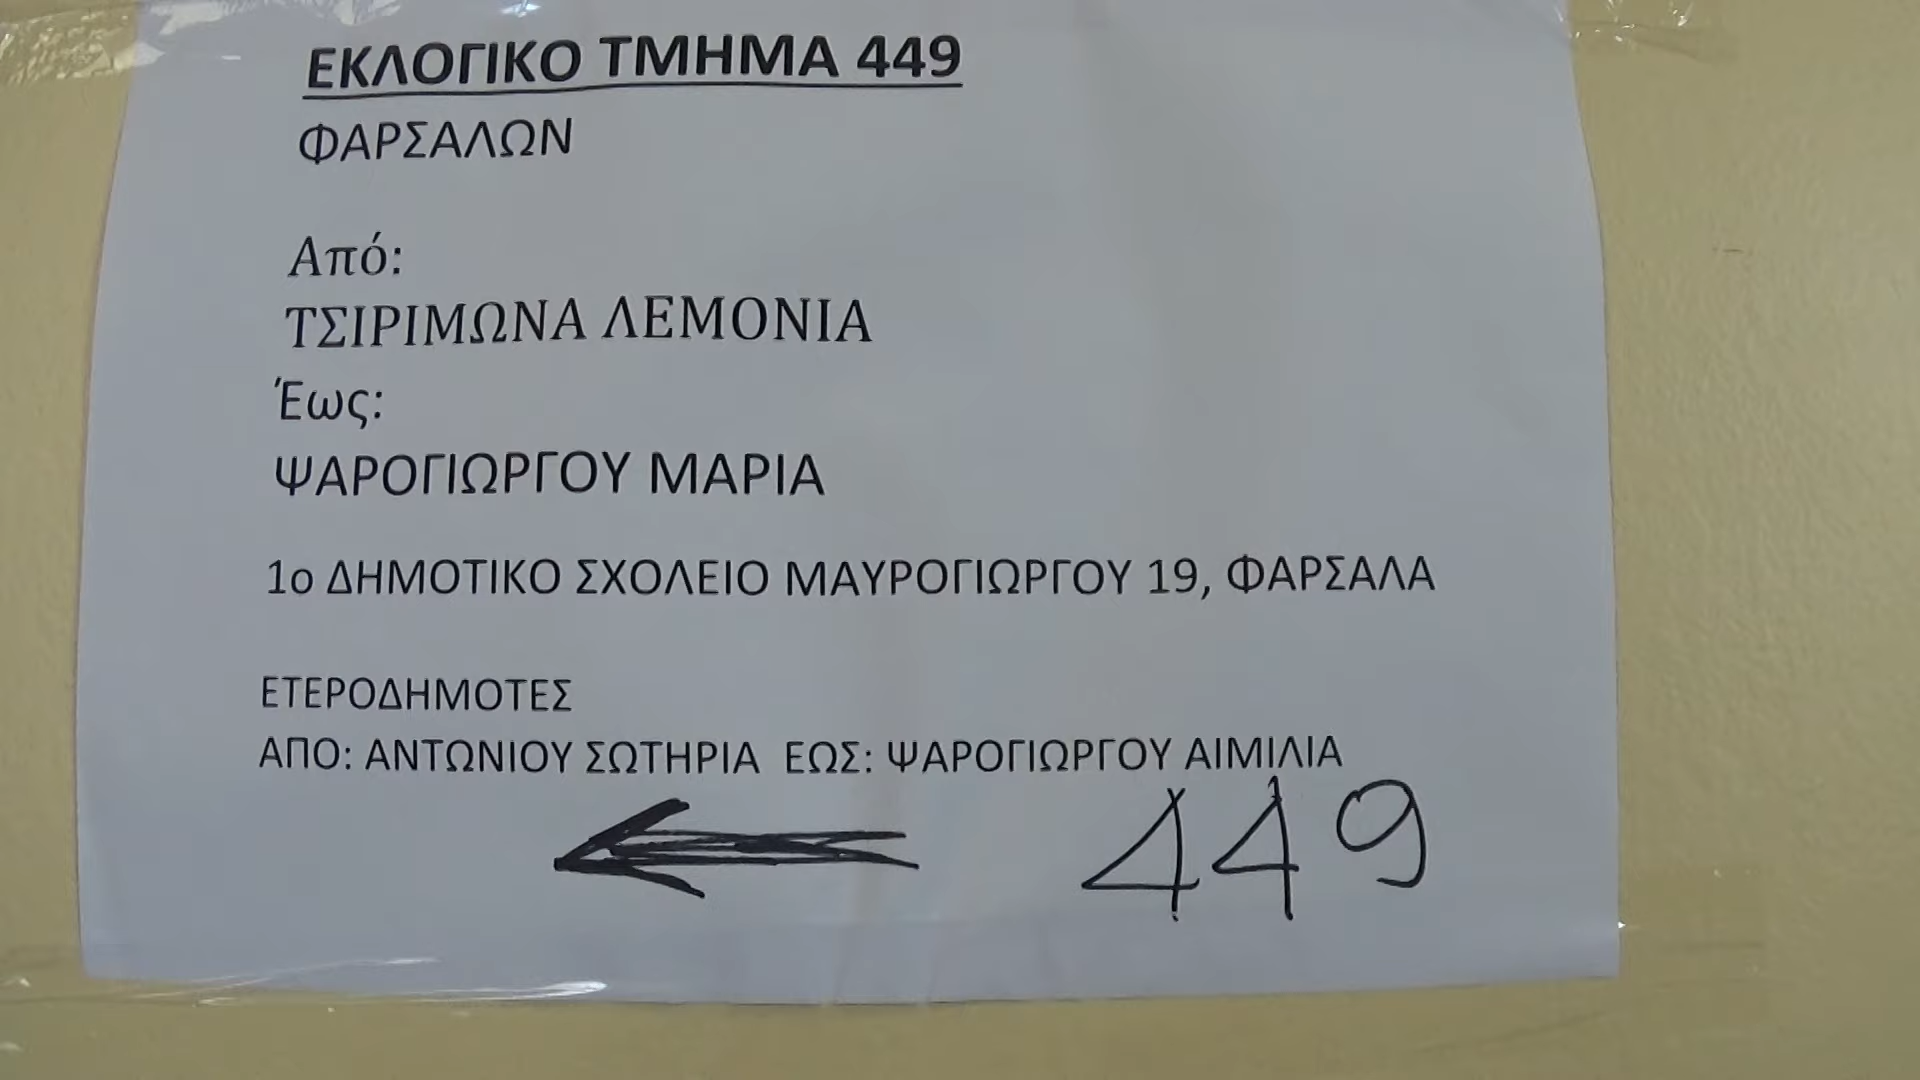 ΕΚΛΟΓΙΚΟ ΤΜΗΜΑ 449
ΦΑΡΣΑΛΩΝ
Από:
ΤΣΙΡΙΜΩΝΑ ΛΕΜΟΝΙΑ
Έως:
ΨΑΡΟΓΙΩΡΓΟΥ ΜΑΡΙΑ
1ο ΔΗΜΟΤΙΚΟ ΣΧΟΛΕΙΟ ΜΑΥΡΟΓΙΩΡΓΟΥ 19, ΦΑΡΣΑΛΑ
ΕΤΕΡΟΔΗΜΟΤΕΣ
ΑΠΟ: ΑΝΤΩΝΙΟΥ ΣΩΤΗΡΙΑ ΕΩΣ: ΨΑΡΟΓΙΩΡΓΟΥ ΑΙΜΙΛΙΑ
449